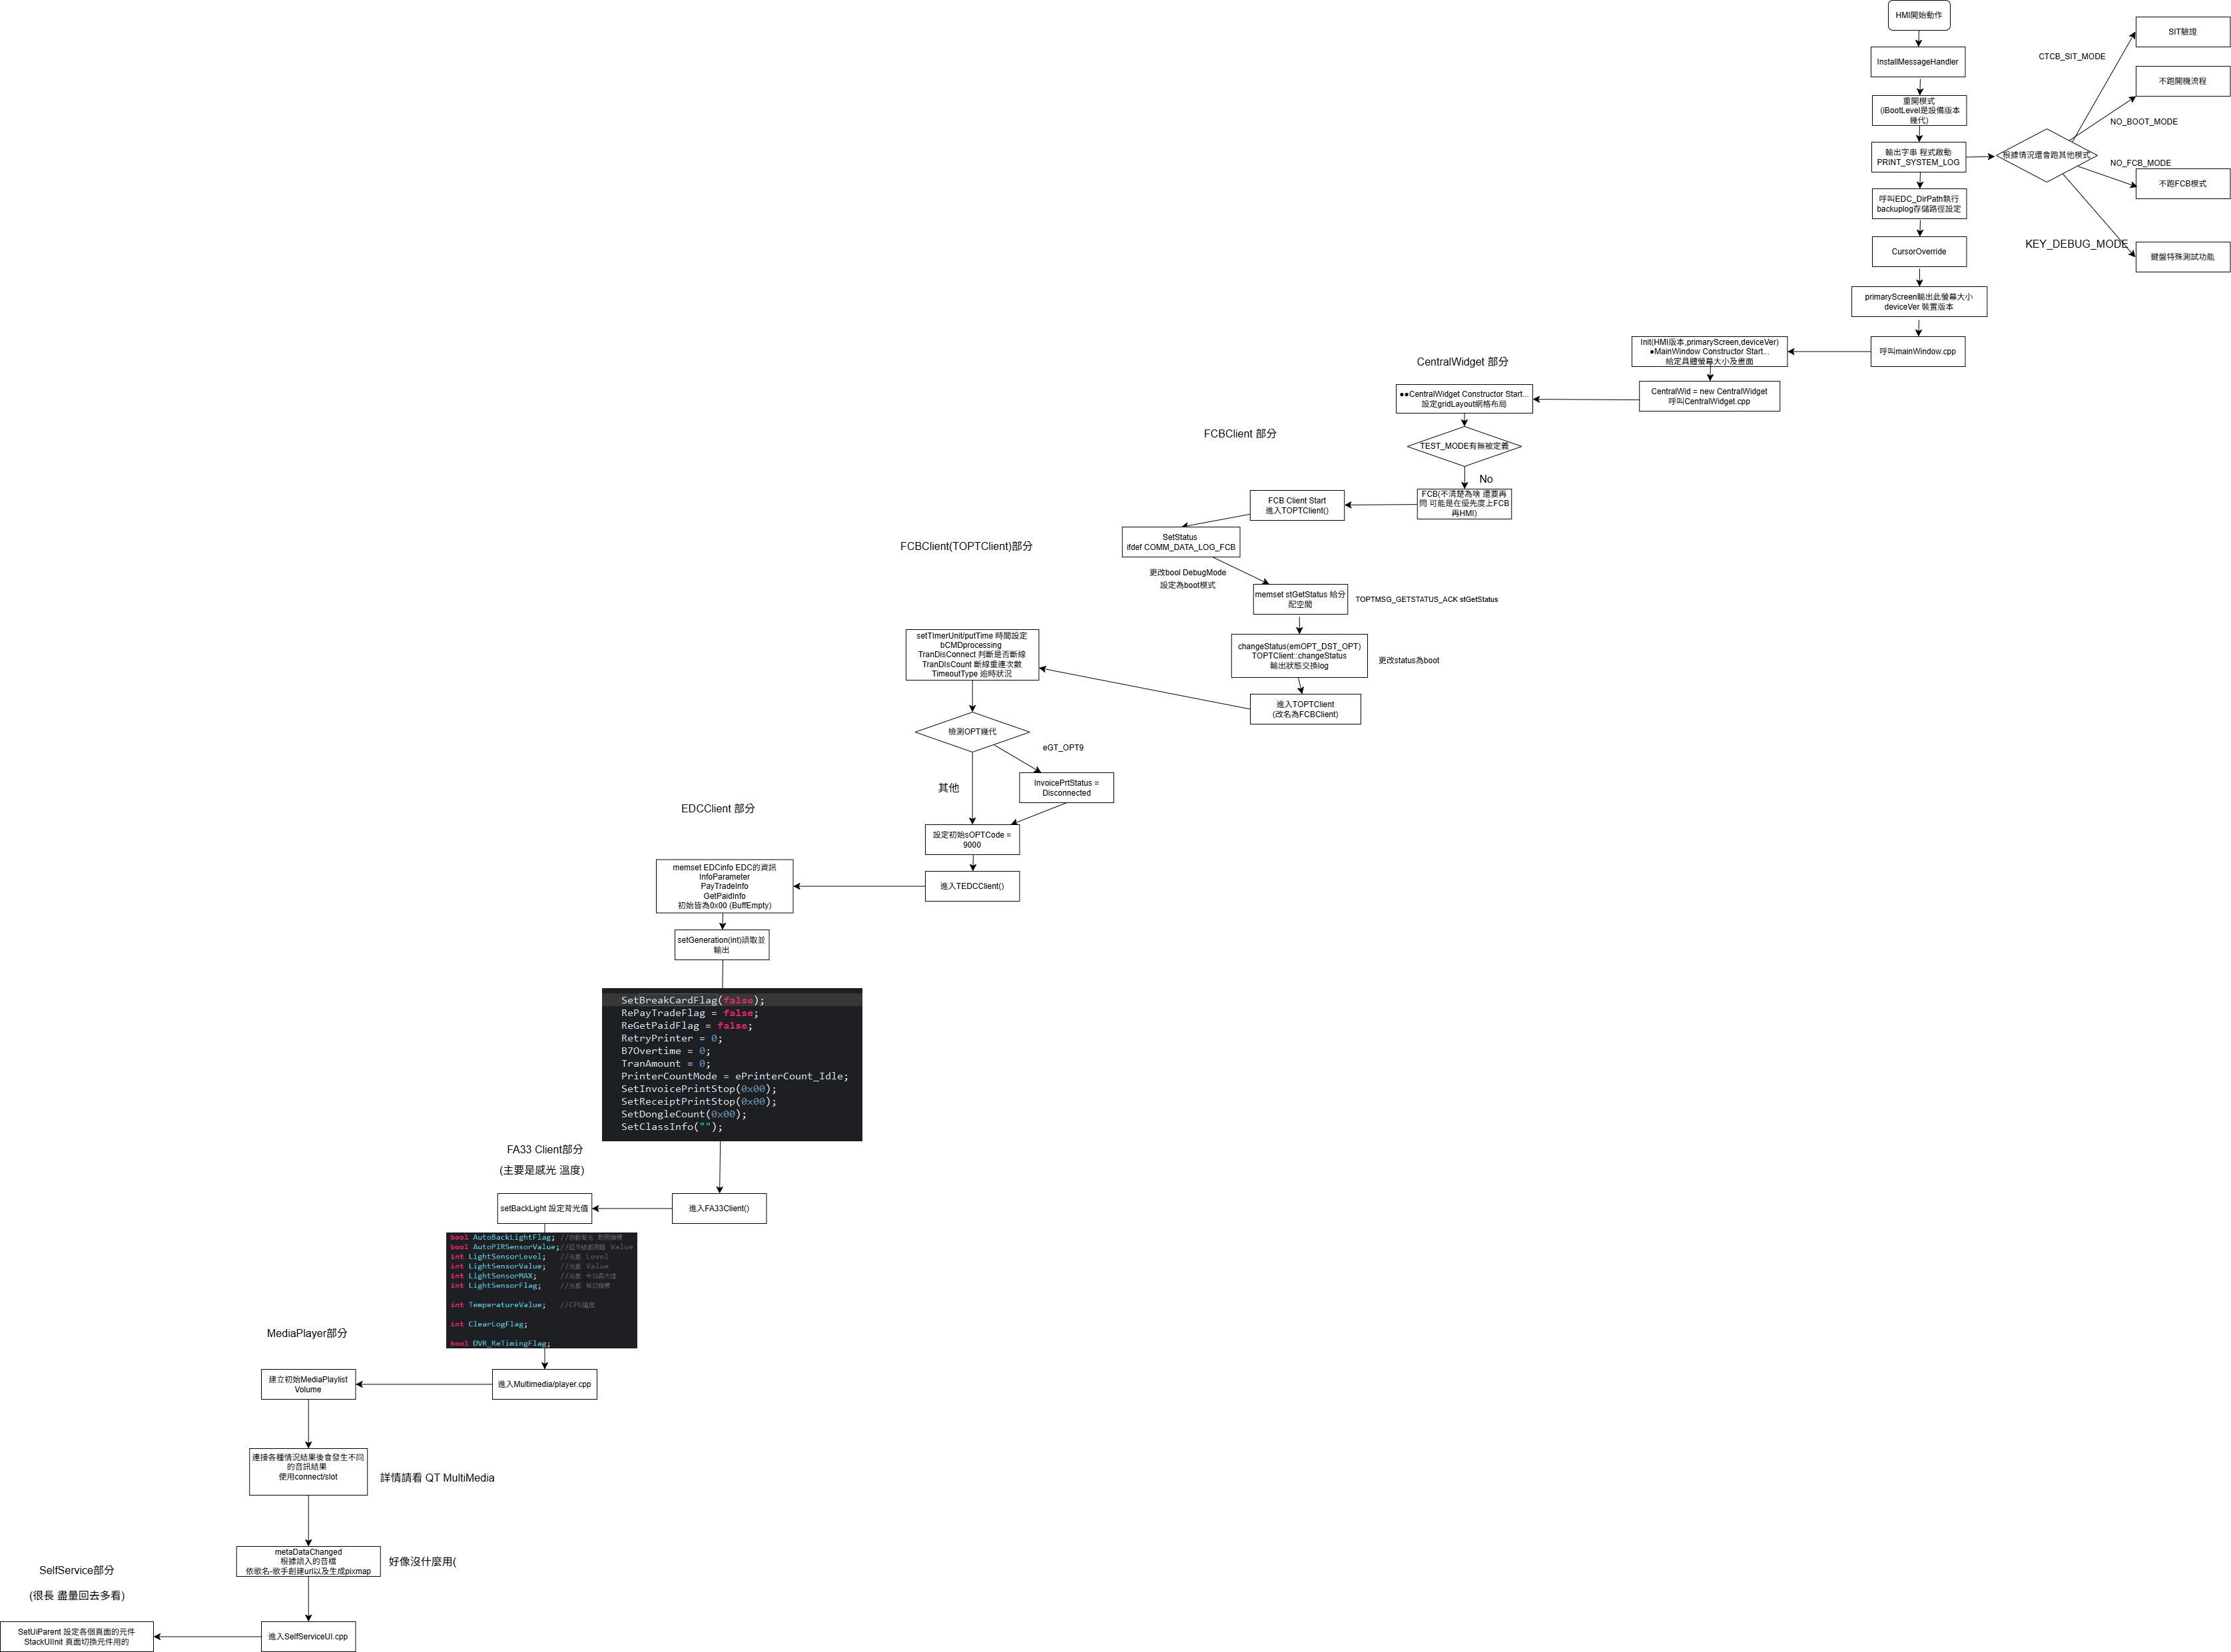 HMI開始動作
InstallMessageHandler
重開模式
(iBootLevel是設備版本
幾代)
輸出字串 程式啟動
PRINT_SYSTEM_LOG
根據情況還會跑其他模式
CTCB_SIT_MODE
SIT驗證
NO_BOOT_MODE
不跑開機流程
NO_FCB_MODE
不跑FCB模式
KEY_DEBUG_MODE
鍵盤特殊測試功能
呼叫EDC_DirPath執行
backuplog存儲路徑設定
CursorOverride
primaryScreen輸出此螢幕大小
deviceVer 裝置版本
呼叫mainWindow.cpp
Init(HMI版本,primaryScreen,deviceVer)
●MainWindow Constructor Start...
給定具體螢幕大小及畫面
CentralWid = new CentralWidget
呼叫CentralWidget.cpp
CentralWidget 部分
●●CentralWidget Constructor Start...
設定gridLayout網格布局
TEST_MODE有無被定義
No
FCB(不清楚為啥 還要再
問 可能是在優先度上FCB
再HMI)
FCBClient 部分
FCB Client Start
進入TOPTClient()
SetStatus
ifdef COMM_DATA_LOG_FCB
更改bool DebugMode
設定為boot模式
memset stGetStatus 給分
配空間
TOPTMSG_GETSTATUS_ACK stGetStatus
changeStatus(emOPT_DST_OPT)
TOPTClient::changeStatus
輸出狀態交換log
更改status為boot
進入TOPTClient
(改名為FCBClient)
FCBClient(TOPTClient)部分
setTImerUnit/putTime 時間設定
bCMDprocessing
TranDisConnect 判斷是否斷線
TranDIsCount 斷線重連次數
TimeoutType 逾時狀況
檢測OPT幾代
eGT_OPT9
InvoicePrtStatus =
Disconnected
其他
設定初始sOPTCode =
9000
進入TEDCClient()
EDCClient 部分
memset EDCinfo EDC的資訊
InfoParameter
PayTradeInfo
GetPaidInfo
初始皆為0x00 (BuffEmpty)
setGeneration(int)讀取並
輸出
SetBreakCardFlag(false);
RePayTradeFlag = false;
ReGetPaidFlag = false;
RetryPrinter = 0;
B7Overtime = 0;
TranAmount = 0;
PrinterCountMode = ePrinterCount_Idle;
SetInvoicePrintStop(0x00);
SetReceiptPrintStop(0x00);
SetDongleCount(0x00);
SetClassInfo("");
FA33 Client部分
(主要是感光 溫度)
進入FA33Client()
setBackLight 設定背光值
bool AutoBackLightFlag; //
bool AutoPIRSensorValue;// Value
int LightSensorLevel; //光感 Level
int LightSensorValue; //光感 Value
int LightSensorMAX; //光感 今日最大值
int LightSensorFlag; //光感
int TemperatureValue; //CPU溫度
int ClearLogFlag;
bool DVR_ReTimingFlag;
進入Multimedia/player.cpp
MediaPlayer部分
建立初始MediaPlaylist
Volume
連接各種情況結果後會發生不同
的音訊結果
使用connect/slot
詳情請看 QT MultiMedia
metaDataChanged
根據頭入的音檔
依歌名-歌手創建url以及生成pixmap
好像沒什麼用(
進入SelfServiceUI.cpp
SelfService部分
(很長 盡量回去多看)
SetUiParent 設定各個頁面的元件
StackUIInit 頁面切換元件用的